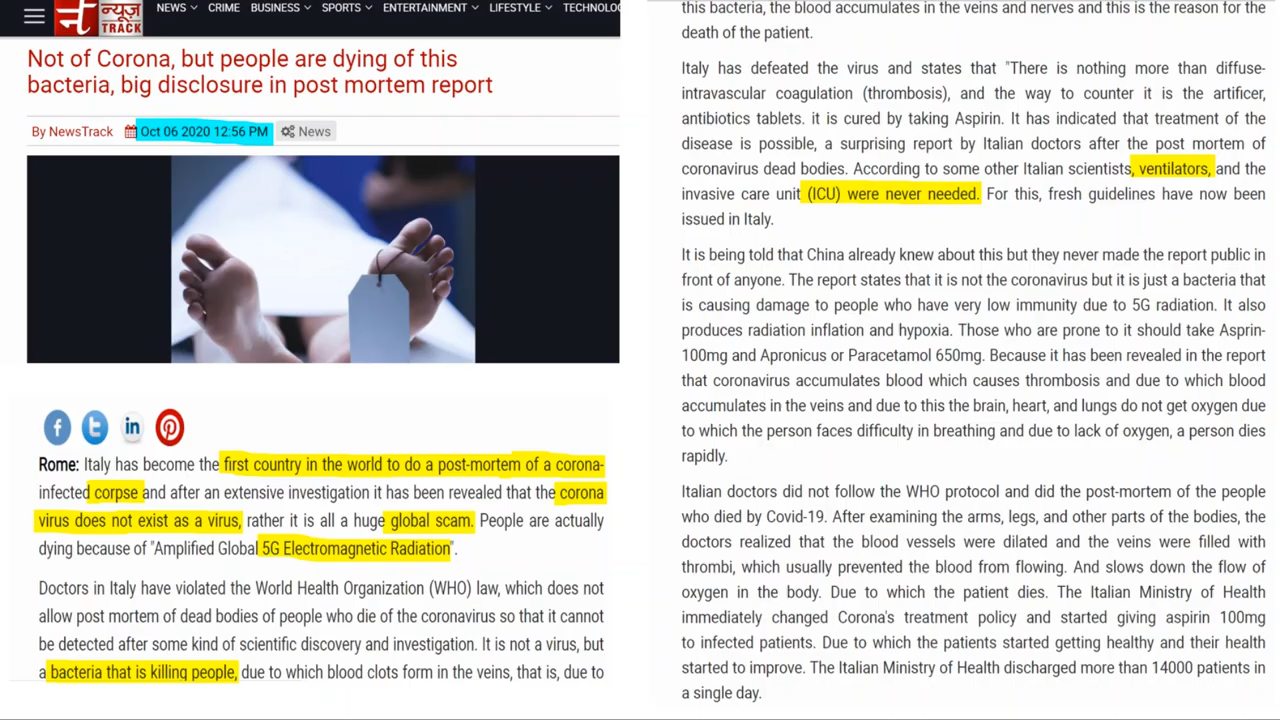 न्यूज़
TRACK
NEWS CRIME BUSINESS SPORTS ENTERTAINMENT LIFESTYLE TECHNOLO
Not of Corona, but people are dying of this
bacteria, big disclosure in post mortem report
By NewsTrack Oct 06 2020 12:56 PM News
Rome: Italy has become the first country in the world to do a post-mortem of a corona-
infected corpse and after an extensive investigation it has been revealed that the corona
virus does not exist as a virus, rather it is all a huge global scam. People are actually
dying because of "Amplified Global 5G Electromagnetic Radiation".
Doctors in Italy have violated the World Health Organization (WHO) law, which does not
allow post mortem of dead bodies of people who die of the coronavirus so that it cannot
be detected after some kind of scientific discovery and investigation. It is not a virus, but
a bacteria that is killing people, due to which blood clots form in the veins, that is, due to
this bacteria, the blood accumulates in the veins and nerves and this is the reason for the
death of the patient.
Italy has defeated the virus and states that "There is nothing more than diffuse-
intravascular coagulation (thrombosis), and the way to counter it is the artificer,
antibiotics tablets. it is cured by taking Aspirin. It has indicated that treatment of the
disease is possible, a surprising report by Italian doctors after the post mortem of
coronavirus dead bodies. According to some other Italian scientists, ventilators, and the
invasive care unit (ICU) were never needed. For this, fresh guidelines have now been
issued in Italy.
It is being told that China already knew about this but they never made the report public in
front of anyone. The report states that it is not the coronavirus but it is just a bacteria that
is causing damage to people who have very low immunity due to 5G radiation. It also
produces radiation inflation and hypoxia. Those who are prone to it should take Asprin-
100mg and Apronicus or Paracetamol 650mg. Because it has been revealed in the report
that coronavirus accumulates blood which causes thrombosis and due to which blood
accumulates in the veins and due to this the brain, heart, and lungs do not get oxygen due
to which the person faces difficulty in breathing and due to lack of oxygen, a person dies
rapidly.
Italian doctors did not follow the WHO protocol and did the post-mortem of the people
who died by Covid-19. After examining the arms, legs, and other parts of the bodies, the
doctors realized that the blood vessels were dilated and the veins were filled with
thrombi, which usually prevented the blood from flowing. And slows down the flow of
oxygen in the body. Due to which the patient dies. The Italian Ministry of Health
immediately changed Corona's treatment policy and started giving aspirin 100mg
to infected patients. Due to which the patients started getting healthy and their health
started to improve. The Italian Ministry of Health discharged more than 14000 patients in
a single day.